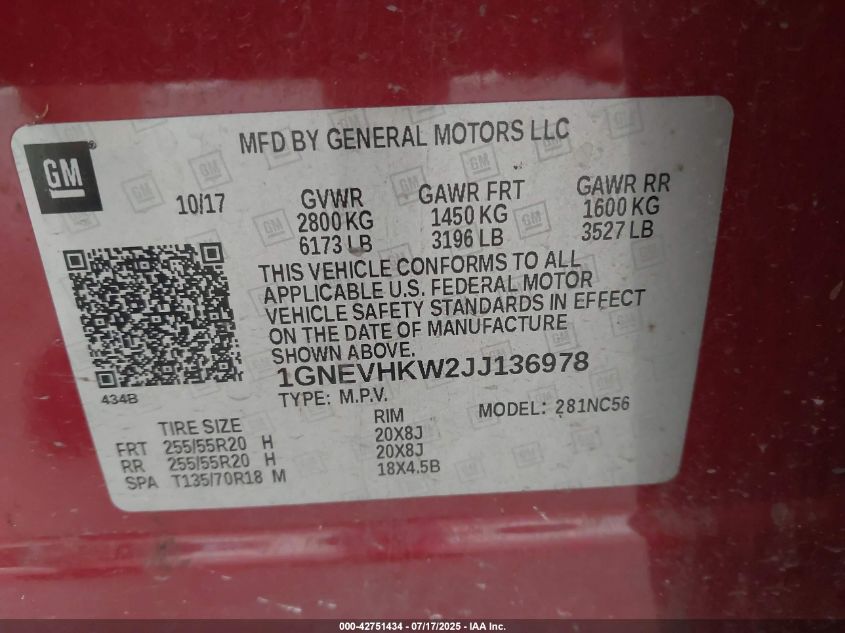 MFD BY GENERAL MOTORS LLC
GM
10/17
GVWR
2800 KG
6173 LB
GAWR FRT
1450 KG
3196 LB
GAWR RR
1600 KG
3527 LB
THIS VEHICLE CONFORMS TO ALL
APPLICABLE U.S. FEDERAL MOTOR
VEHICLE SAFETY STANDARDS IN EFFECT
ON THE DATE OF MANUFACTURE
SHOWN ABOVE.
1GNEVHKW2JJ136978
434B
TYPE: M.P.V.
MODEL: 281NC56
TIRE SIZE RIM
FRT 255/55R20 H 20X8J
RR 255/55R20 H 20X8J
SPA T135/70R18 M 18X4.5B
000-42751434 - 07/17/2025 - IAA Inc.